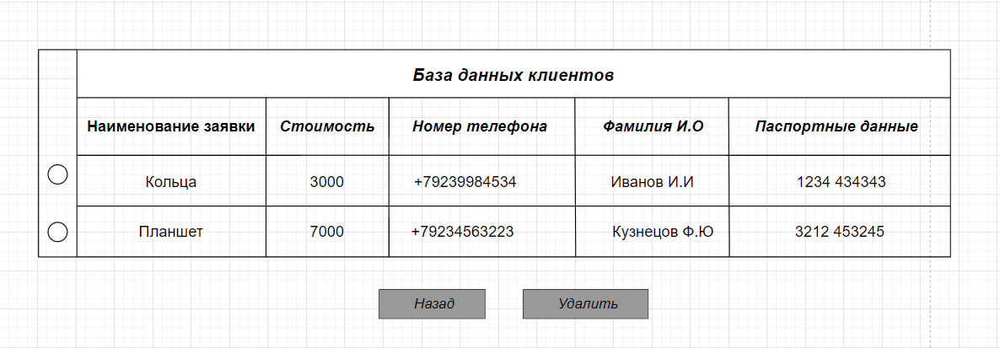 База данных клиентов
Наименование заявки Стоимость Номер телефона Фамилия И.О Паспортные данные
Кольца 3000 +79239984534 Иванов И.И 1234 434343
Планшет 7000 +79234563223 Кузнецов Ф.Ю 3212 453245
Назад Удалить